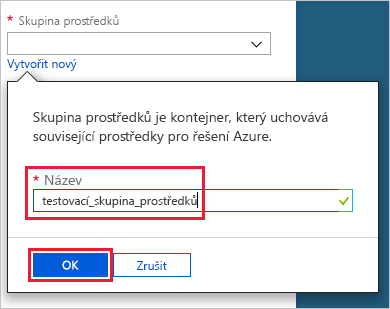 * Skupina prostředků
Vytvořit nový
Skupina prostředků je kontejner, který uchovává
související prostředky pro řešení Azure.
* Název
testovací_skupina_prostředků
OK
Zrušit